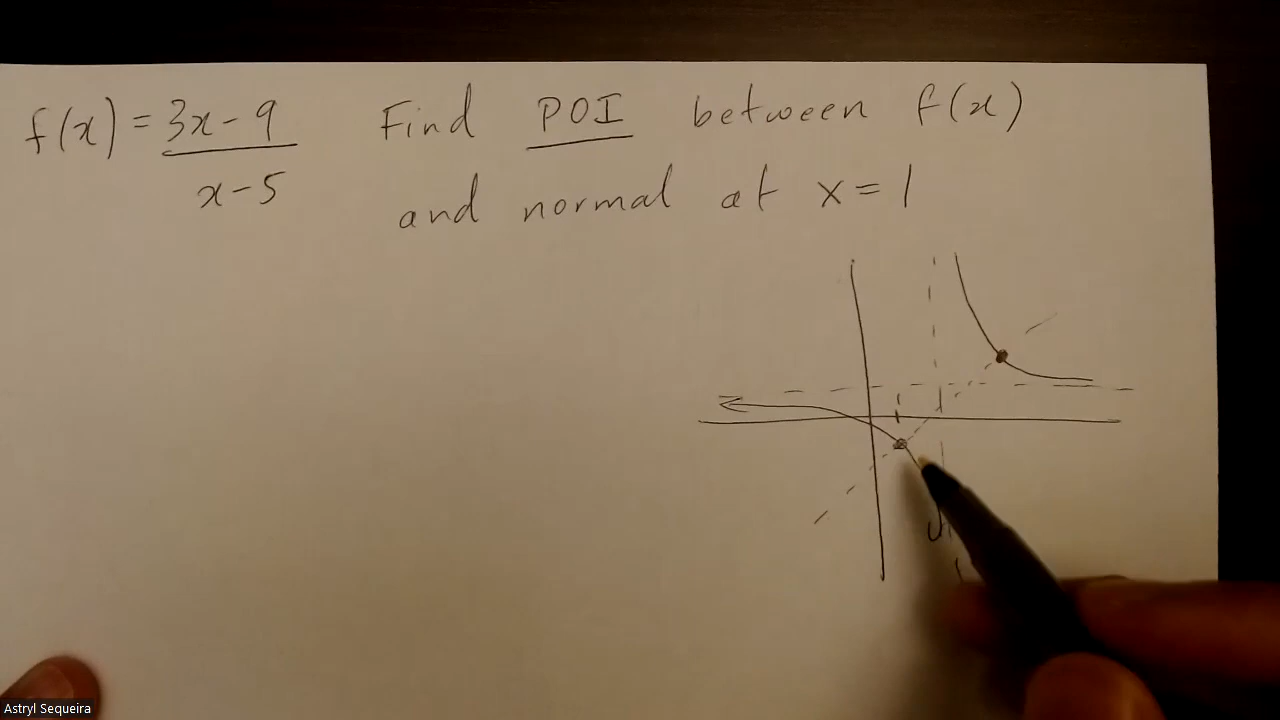 f(x) = 3x - 9 Find POI between f(x)
x - 5 and normal at x = 1
Astryl Sequeira